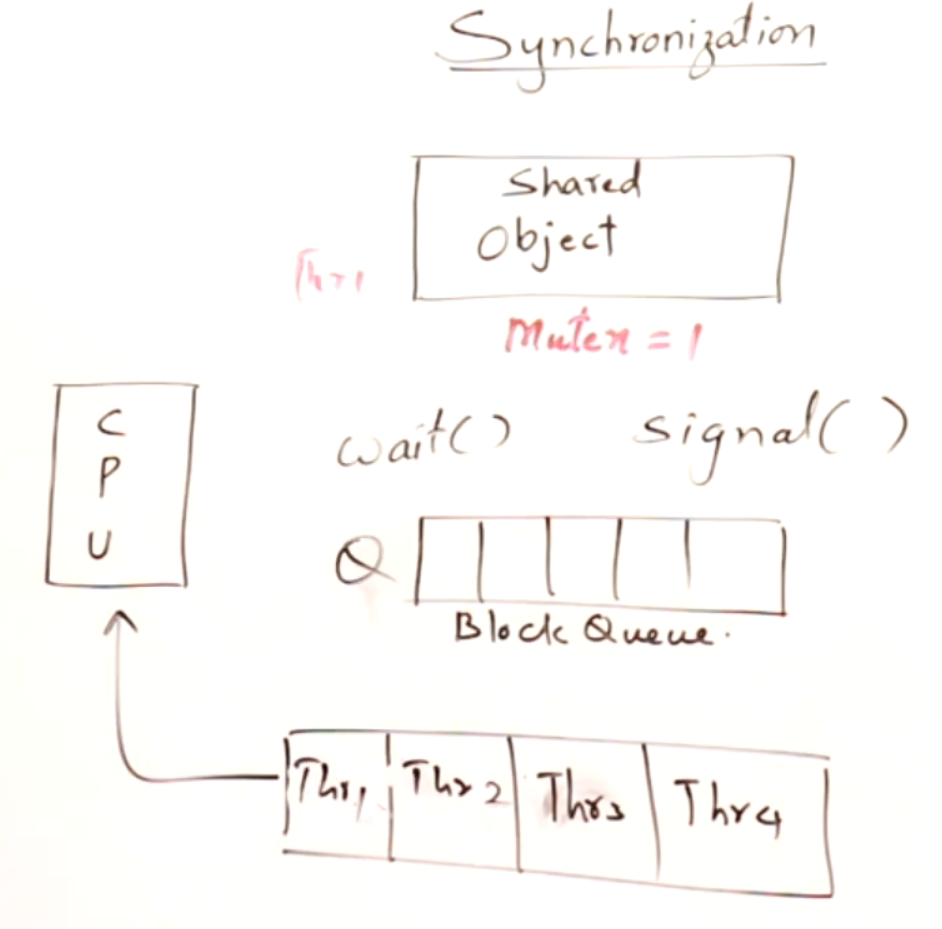 Synchronization
Shared
Object
Thr1
Mutex = 1
C
P
U
wait() signal()
Q
Block Queue.
Thr1 Thr2 Thr3 Thr4